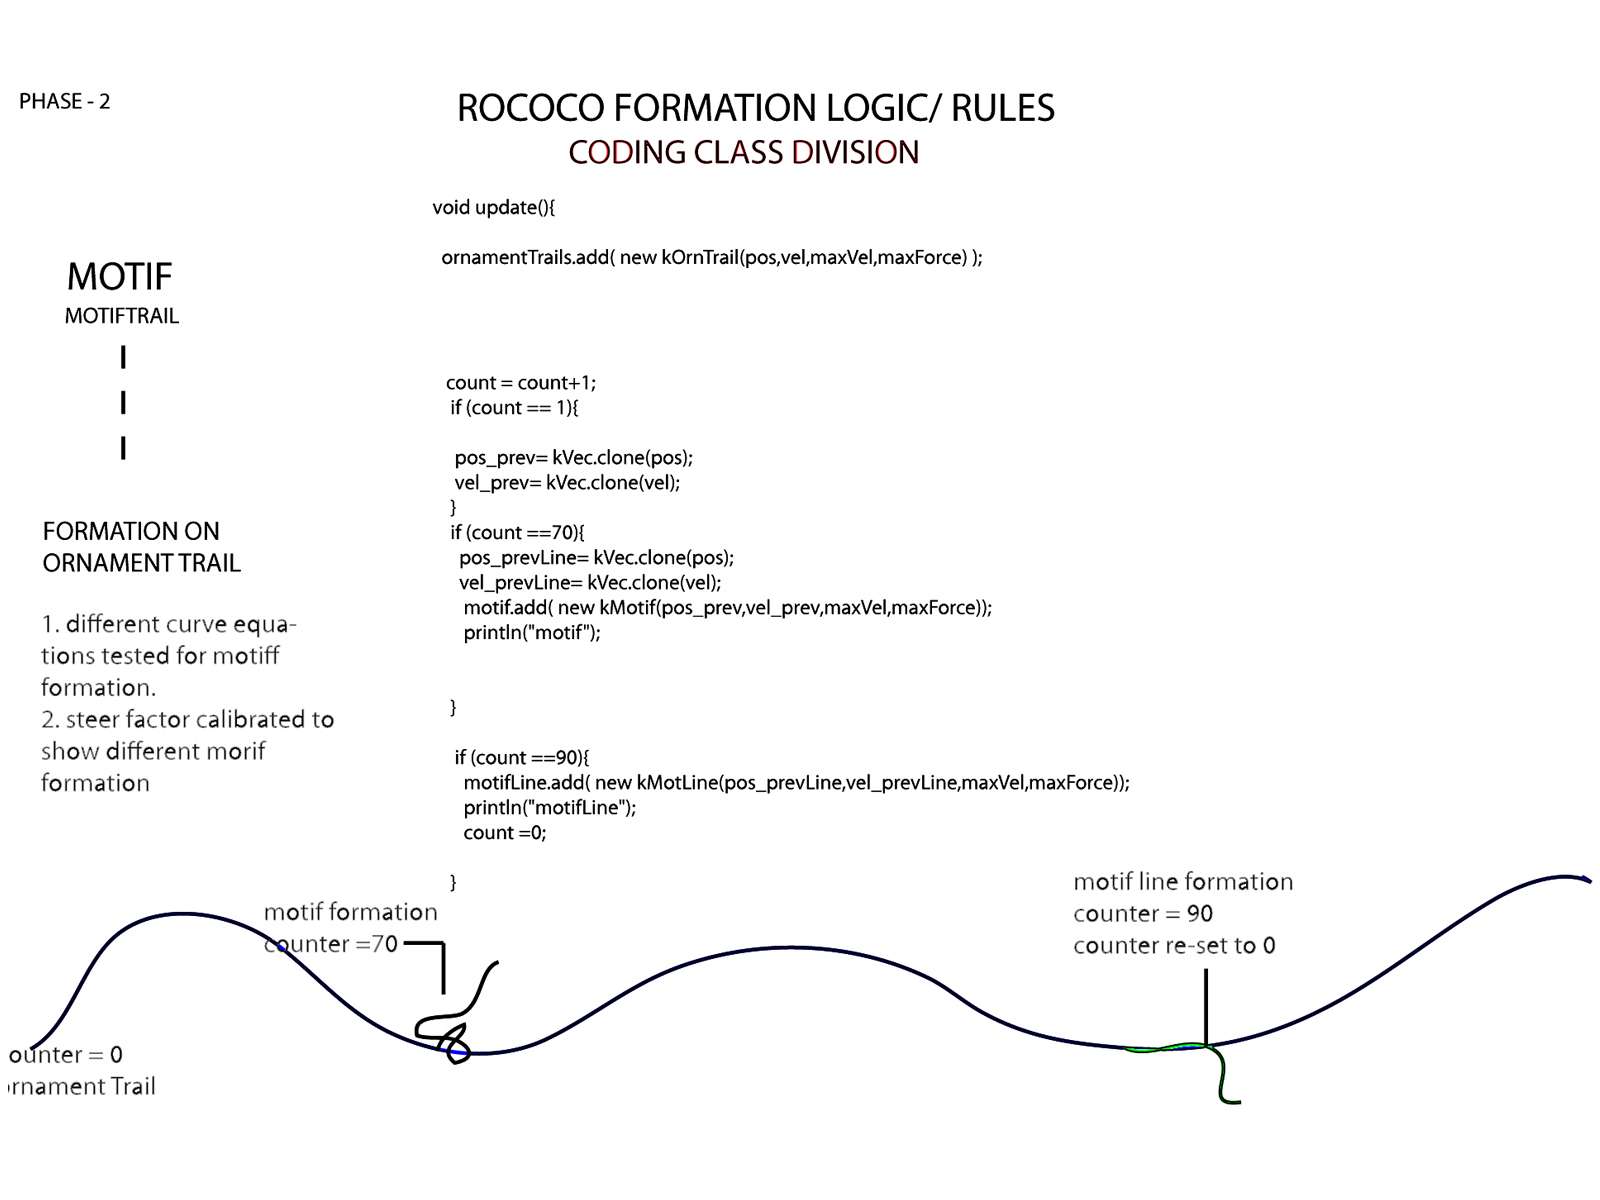 PHASE - 2
ROCOCO FORMATION LOGIC/ RULES
CODING CLASS DIVISION
MOTIF
MOTIFTRAIL
FORMATION ON
ORNAMENT TRAIL
1. different curve equa-
tions tested for motiff
formation.
2. steer factor calibrated to
show different morif
formation
void update(){
ornamentTrails.add( new kOrnTrail(pos,vel,maxVel,maxForce) );
count = count+1;
if (count == 1){
pos_prev= kVec.clone(pos);
vel_prev= kVec.clone(vel);
}
if (count ==70){
pos_prevLine= kVec.clone(pos);
vel_prevLine= kVec.clone(vel);
motif.add( new kMotif(pos_prev,vel_prev,maxVel,maxForce));
println("motif");
}
if (count ==90){
motifLine.add( new kMotLine(pos_prevLine,vel_prevLine,maxVel,maxForce));
println("motifLine");
count =0;
}
motif formation
counter =70
motif line formation
counter = 90
counter re-set to 0
ounter = 0
rnament Trail